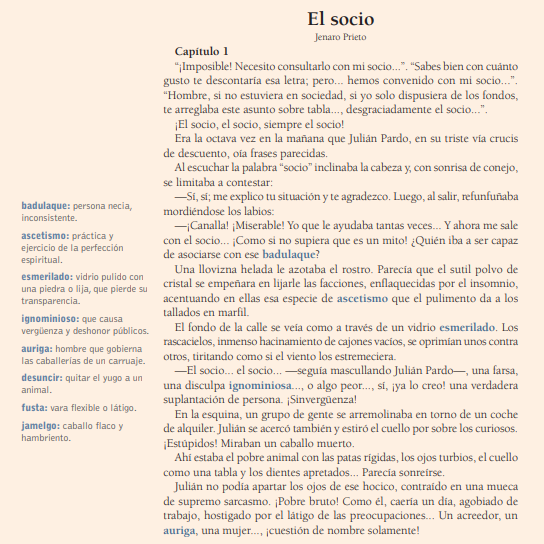 El socio
Jenaro Prieto
Capítulo 1
“¡Imposible! Necesito consultarlo con mi socio...”. “Sabes bien con cuánto
gusto te descontaría esa letra; pero... hemos convenido con mi socio...”.
“Hombre, si no estuviera en sociedad, si yo solo dispusiera de los fondos,
te arreglaba este asunto sobre tabla..., desgraciadamente el socio...”.
¡El socio, el socio, siempre el socio!
Era la octava vez en la mañana que Julián Pardo, en su triste vía crucis
de descuento, oía frases parecidas.
Al escuchar la palabra “socio” inclinaba la cabeza y, con sonrisa de conejo,
se limitaba a contestar:
—Sí, sí; me explico tu situación y te agradezco. Luego, al salir, refunfuñaba
mordiéndose los labios:
—¡Canalla! ¡Miserable! Yo que le ayudaba tantas veces... Y ahora me sale
con el socio... ¡Como si no supiera que es un mito! ¿Quién iba a ser capaz
de asociarse con ese badulaque?
Una llovizna helada le azotaba el rostro. Parecía que el sutil polvo de
cristal se empeñara en lijarle las facciones, enflaquecidas por el insomnio,
acentuando en ellas esa especie de ascetismo que el pulimento da a los
tallados en marfil.
El fondo de la calle se veía como a través de un vidrio esmerilado. Los
rascacielos, inmenso hacinamiento de cajones vacíos, se oprimían unos contra
otros, tiritando como si el viento los estremeciera.
—El socio... el socio... —seguía mascullando Julián Pardo—, una farsa,
una disculpa ignominiosa..., o algo peor..., sí, ¡ya lo creo! una verdadera
suplantación de persona. ¡Sinvergüenza!
En la esquina, un grupo de gente se arremolinaba en torno de un coche
de alquiler. Julián se acercó también y estiró el cuello por sobre los curiosos.
¡Estúpidos! Miraban un caballo muerto.
Ahí estaba el pobre animal con las patas rígidas, los ojos turbios, el cuello
como una tabla y los dientes apretados... Parecía sonreírse.
Julián no podía apartar los ojos de ese hocico, contraído en una mueca
de supremo sarcasmo. ¡Pobre bruto! Como él, caería un día, agobiado de
trabajo, hostigado por el látigo de las preocupaciones... Un acreedor, un
auriga, una mujer..., ¡cuestión de nombre solamente!
badulaque: persona necia,
inconsistente.
ascetismo: práctica y
ejercicio de la perfección
espiritual.
esmerilado: vidrio pulido con
una piedra o lija, que pierde su
transparencia.
ignominioso: que causa
vergüenza y deshonor públicos.
auriga: hombre que gobierna
las caballerías de un carruaje.
desuncir: quitar el yugo a un
animal.
fusta: vara flexible o látigo.
jamelgo: caballo flaco y
hambriento.